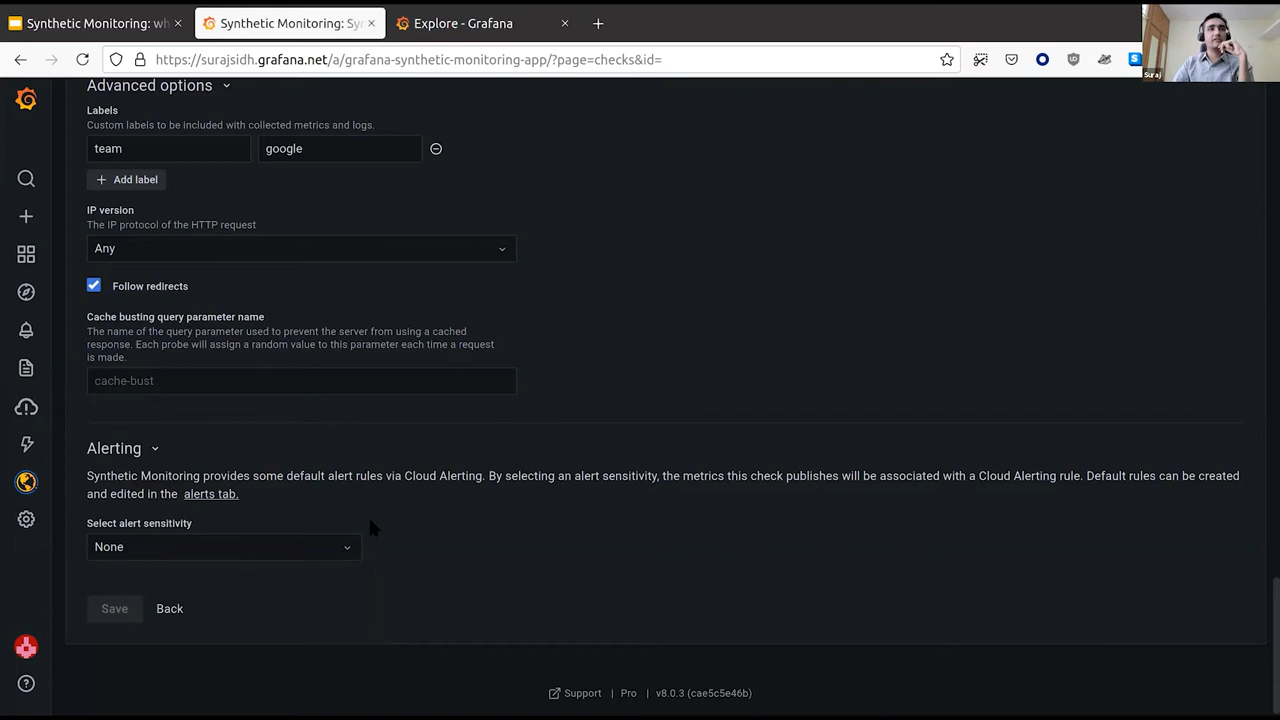 Synthetic Monitoring: wh
Synthetic Monitoring: Sy
Explore - Grafana
https://surajsidh.grafana.net/a/grafana-synthetic-monitoring-app/?page=checks&id=
Suraj
Advanced options
Labels
Custom labels to be included with collected metrics and logs.
team
google
Add label
IP version
The IP protocol of the HTTP request
Any
Follow redirects
Cache busting query parameter name
The name of the query parameter used to prevent the server from using a cached
response. Each probe will assign a random value to this parameter each time a request
is made.
cache-bust
Alerting
Synthetic Monitoring provides some default alert rules via Cloud Alerting. By selecting an alert sensitivity, the metrics this check publishes will be associated with a Cloud Alerting rule. Default rules can be created
and edited in the alerts tab.
Select alert sensitivity
None
Save
Back
Support | Pro | v8.0.3 (cae5c5e46b)